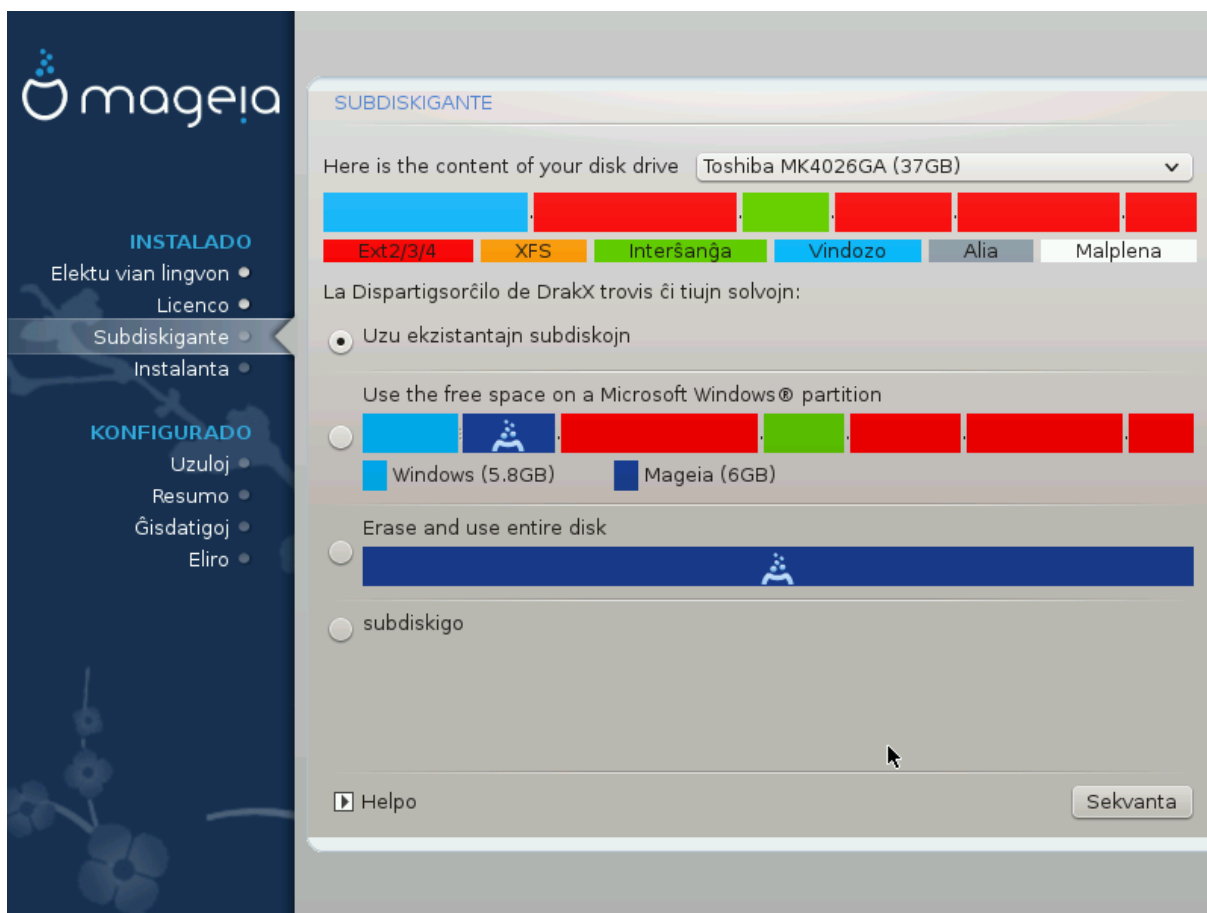 mageia
INSTALADO
Elektu vian lingvon
Licenco
Subdiskigante
Instalanta
KONFIGURADO
Uzuloj
Resumo
Ĝisdatigoj
Eliro
SUBDISKIGANTE
Here is the content of your disk drive Toshiba MK4026GA (37GB)
Ext2/3/4 XFS Interŝanĝa Vindozo Alia Malplena
La Dispartigsorĉilo de DrakX trovis ĉi tiujn solvojn:
Uzu ekzistantajn subdiskojn
Use the free space on a Microsoft Windows® partition
Windows (5.8GB) Mageia (6GB)
Erase and use entire disk
subdiskigo
Helpo Sekvanta